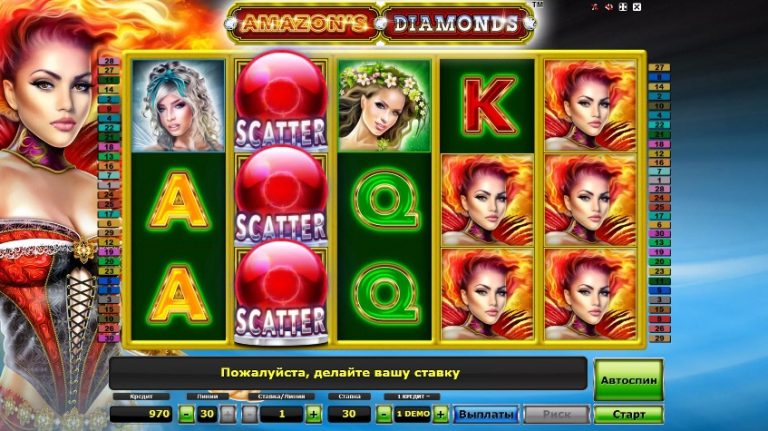 AMAZON'S DIAMONDS ™
SCATTER
K
A
SCATTER
Q
A
SCATTER
Q
Пожалуйста, делайте вашу ставку
Автоспин
Кредит
Линии
Ставка/Линии
Ставка
1 КРЕДИТ =
970
-
30
+
-
1
+
30
-
1 DEMO
+
Выплаты
Риск
Старт